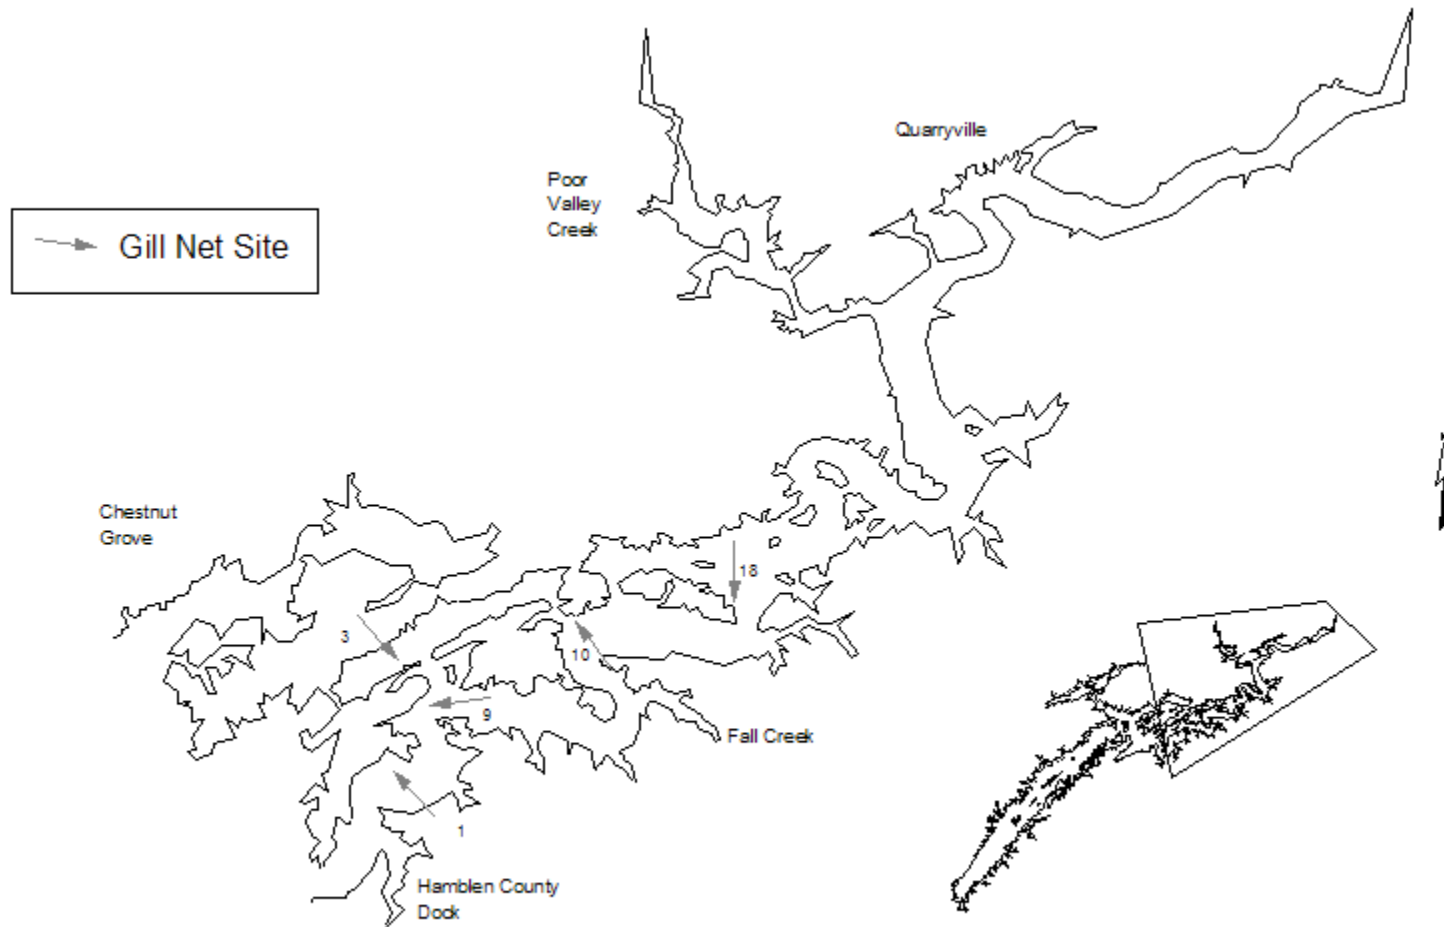 Quarryville
Poor
Valley
Creek
Gill Net Site
Chestnut
Grove
18
3
10
9
Fall Creek
1
Hamblen County
Dock